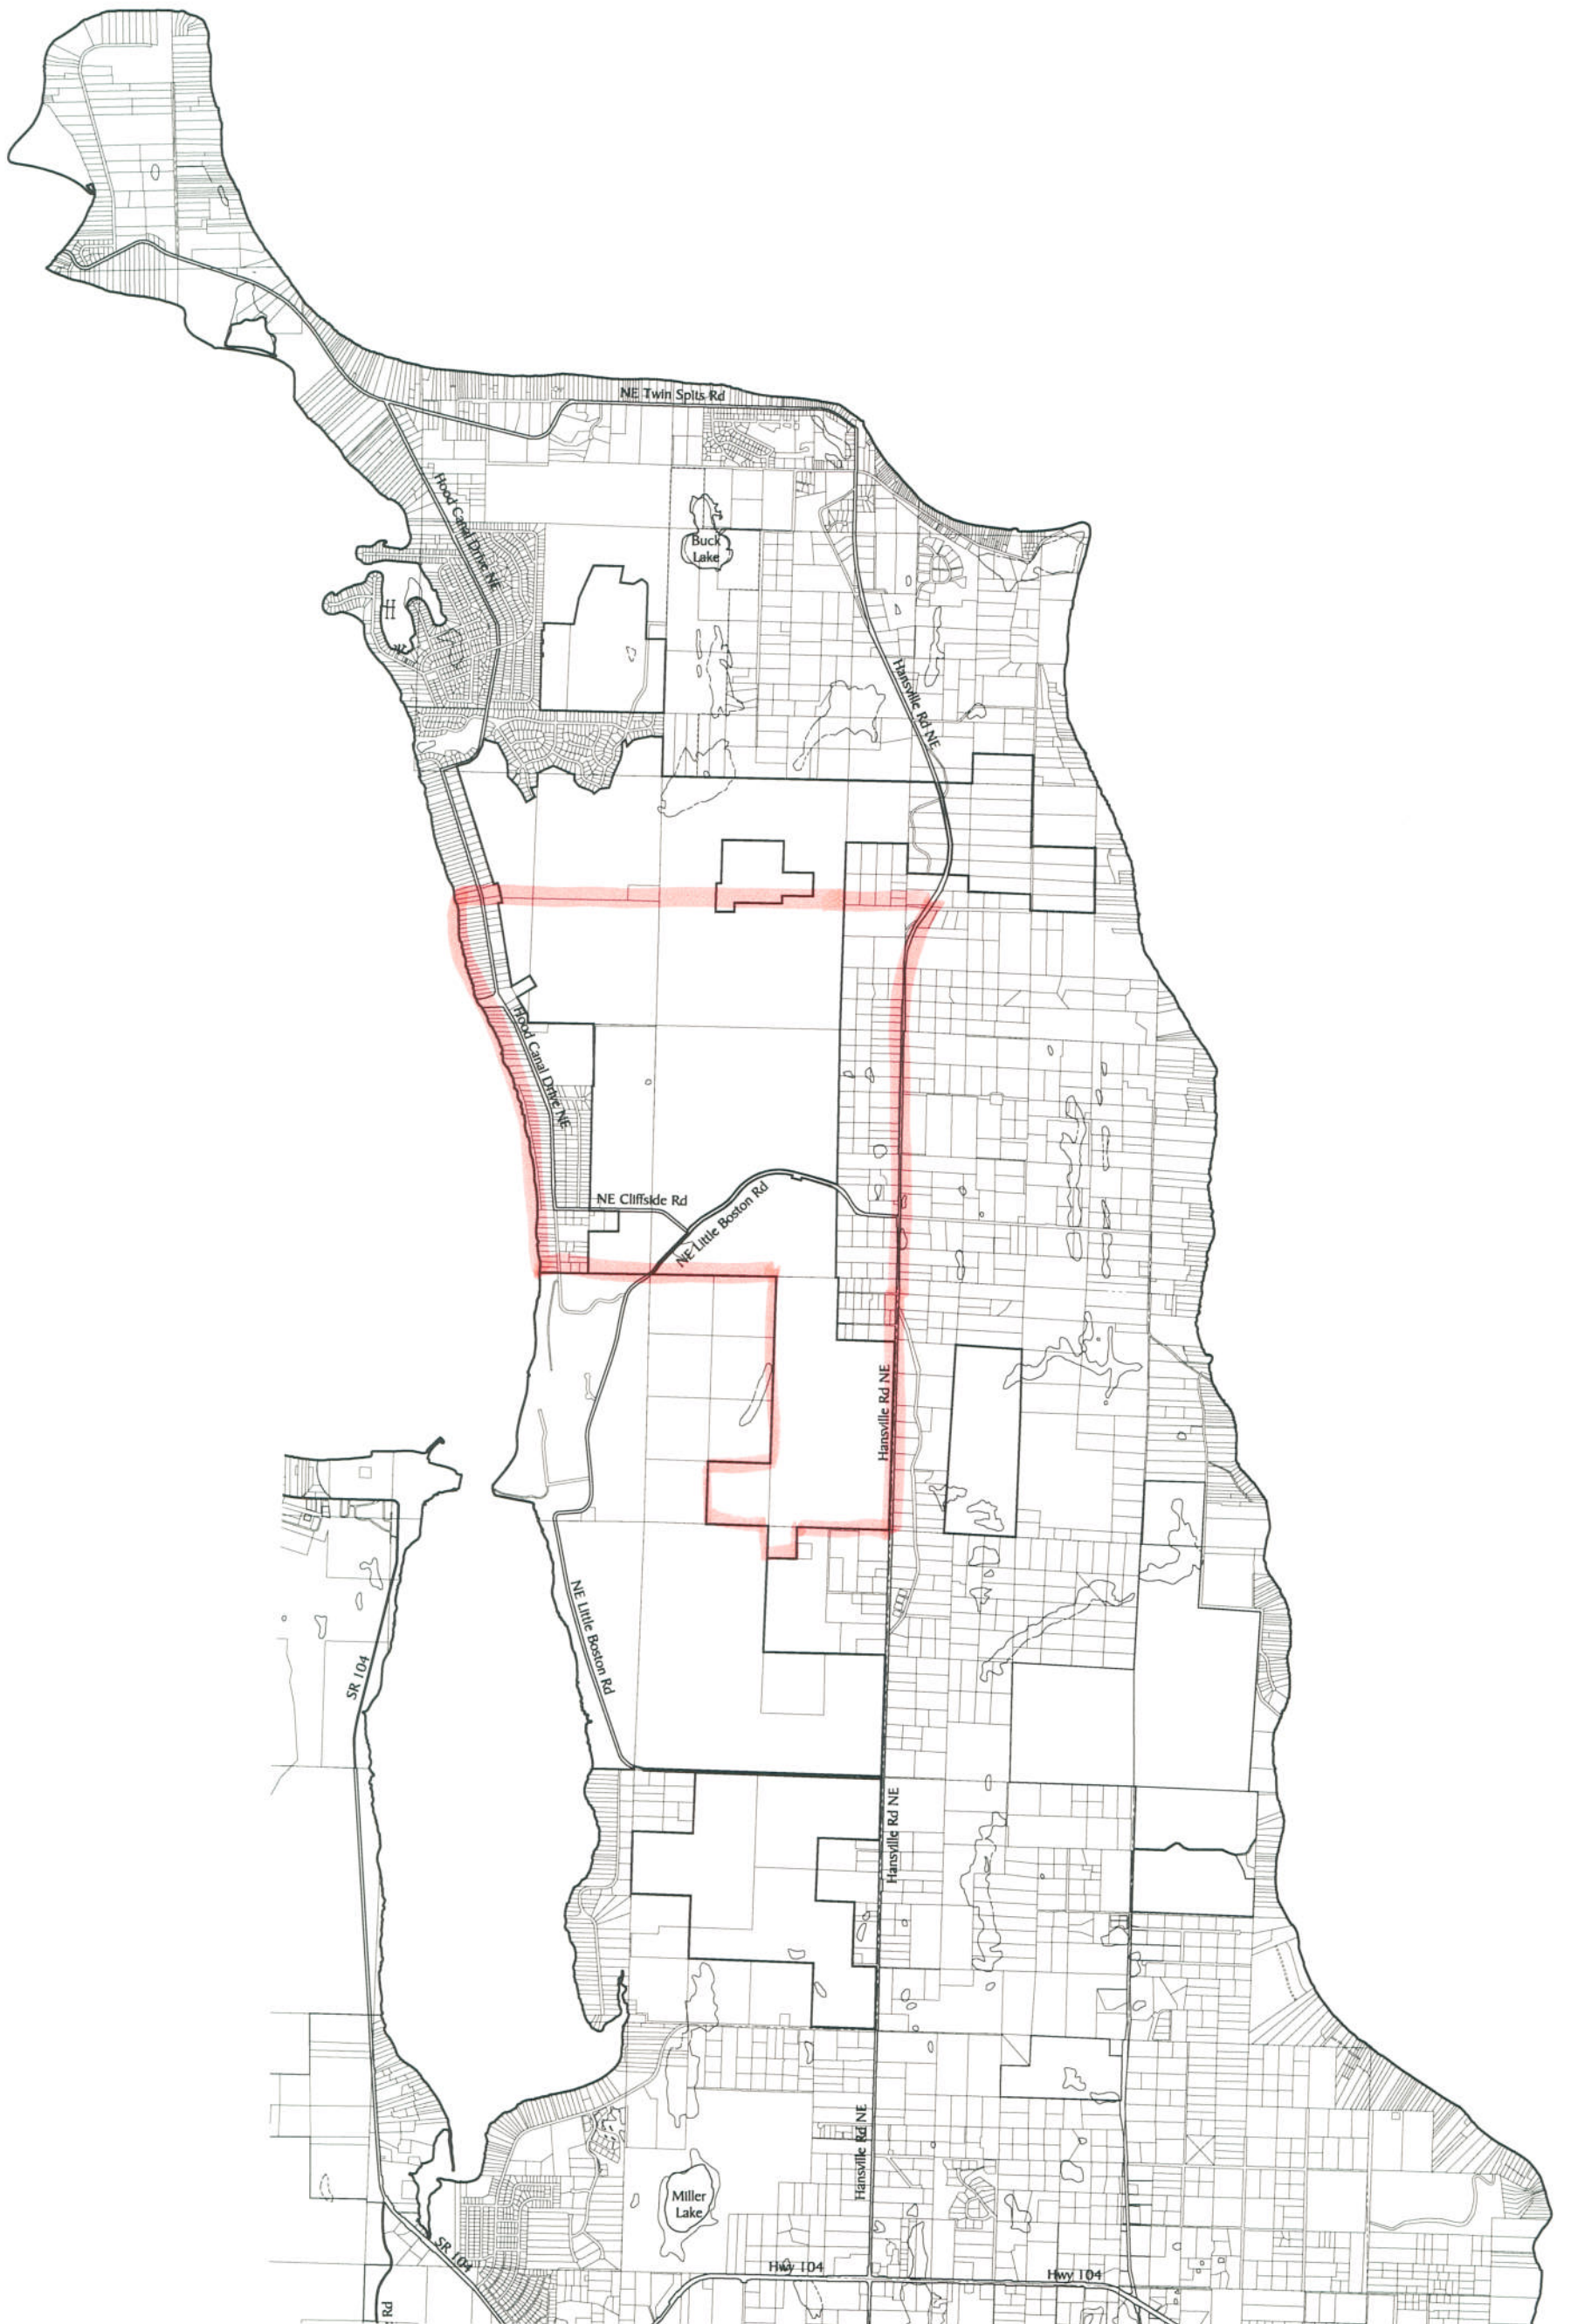 NE Twin Spits Rd
Hood Canal Drive NE
Buck
Lake
Hansville Rd NE
Hood Canal Drive NE
NE Cliffside Rd
NE Little Boston Rd
Hansville Rd NE
NE Little Boston Rd
SR 104
Hansville Rd NE
Hansville Rd NE
Miller
Lake
SR 104
Hwy 104
Hwy 104
Rd